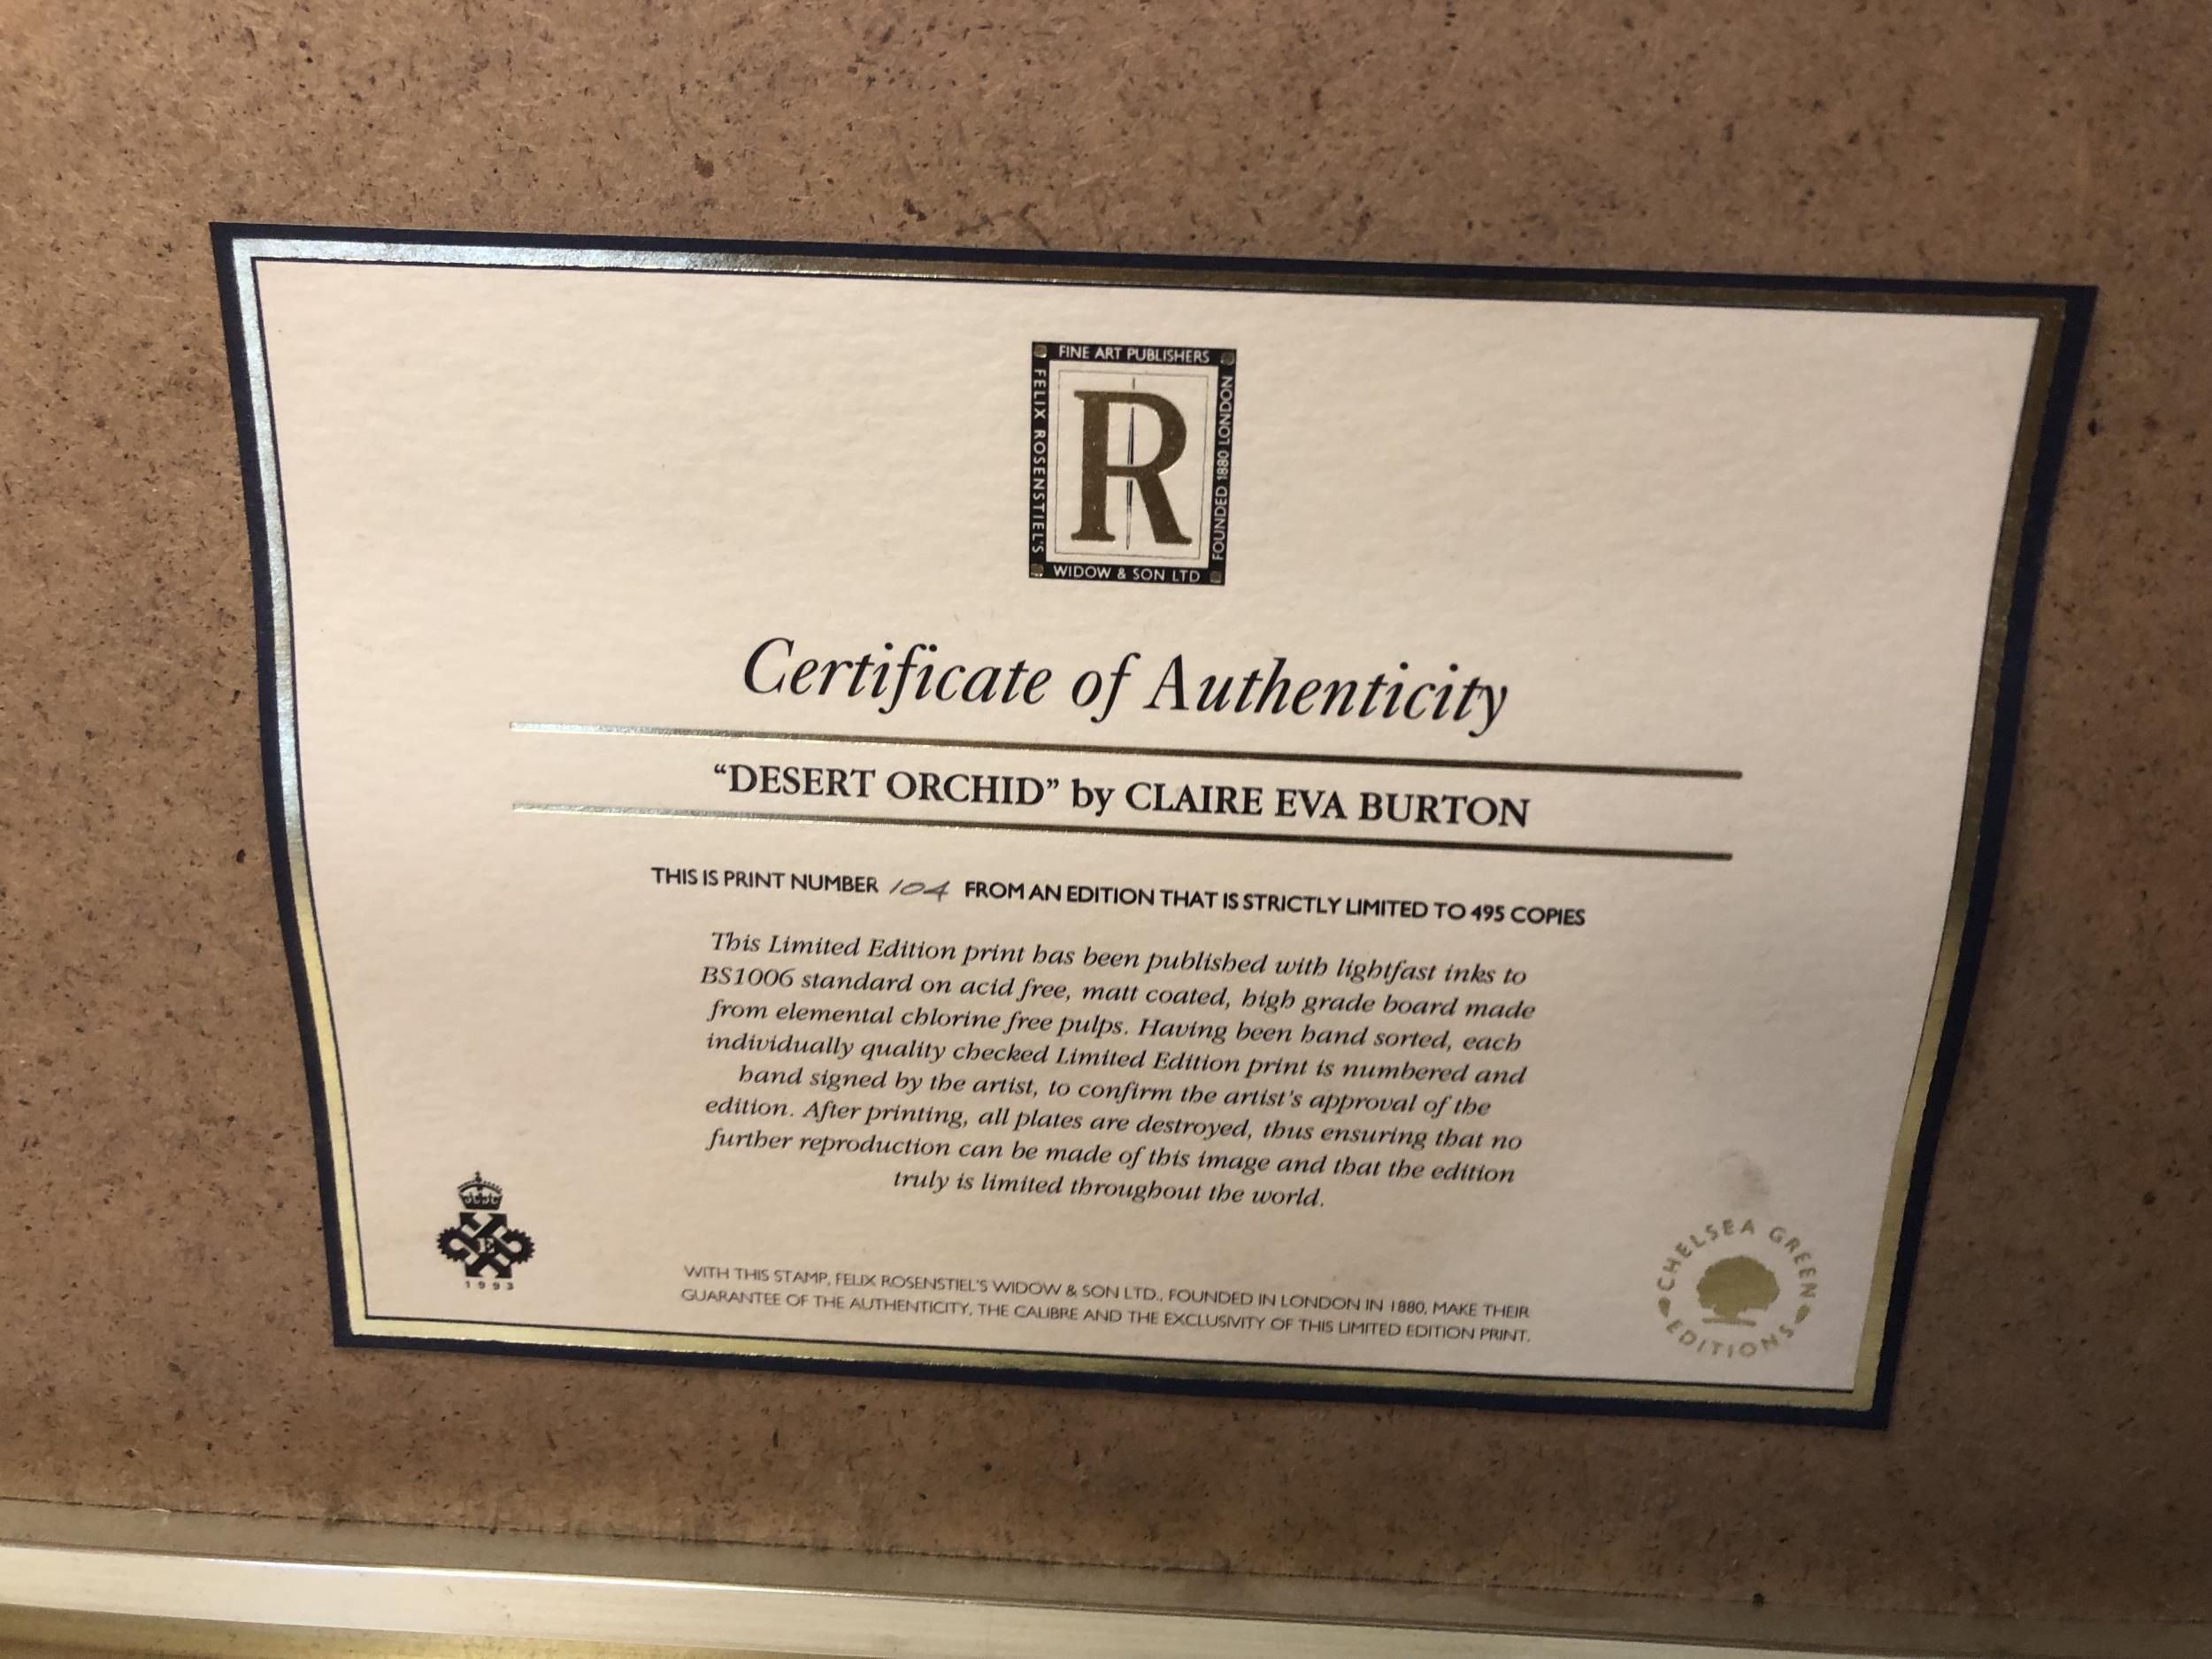 FINE ART PUBLISHERS
FELIX ROSENSTIEL'S
R
FOUNDED 1880 LONDON
WIDOW & SON LTD
Certificate of Authenticity
“DESERT ORCHID” by CLAIRE EVA BURTON
THIS IS PRINT NUMBER 104 FROM AN EDITION THAT IS STRICTLY LIMITED TO 495 COPIES
This Limited Edition print has been published with lightfast inks to
BS1006 standard on acid free, matt coated, high grade board made
from elemental chlorine free pulps. Having been hand sorted, each
individually quality checked Limited Edition print is numbered and
hand signed by the artist, to confirm the artist's approval of the
edition. After printing, all plates are destroyed, thus ensuring that no
further reproduction can be made of this image and that the edition
truly is limited throughout the world.
E
1993
WITH THIS STAMP, FELIX ROSENSTIEL'S WIDOW & SON LTD., FOUNDED IN LONDON IN 1880, MAKE THEIR
GUARANTEE OF THE AUTHENTICITY, THE CALIBRE AND THE EXCLUSIVITY OF THIS LIMITED EDITION PRINT.
CHELSEA GREEN
EDITIONS